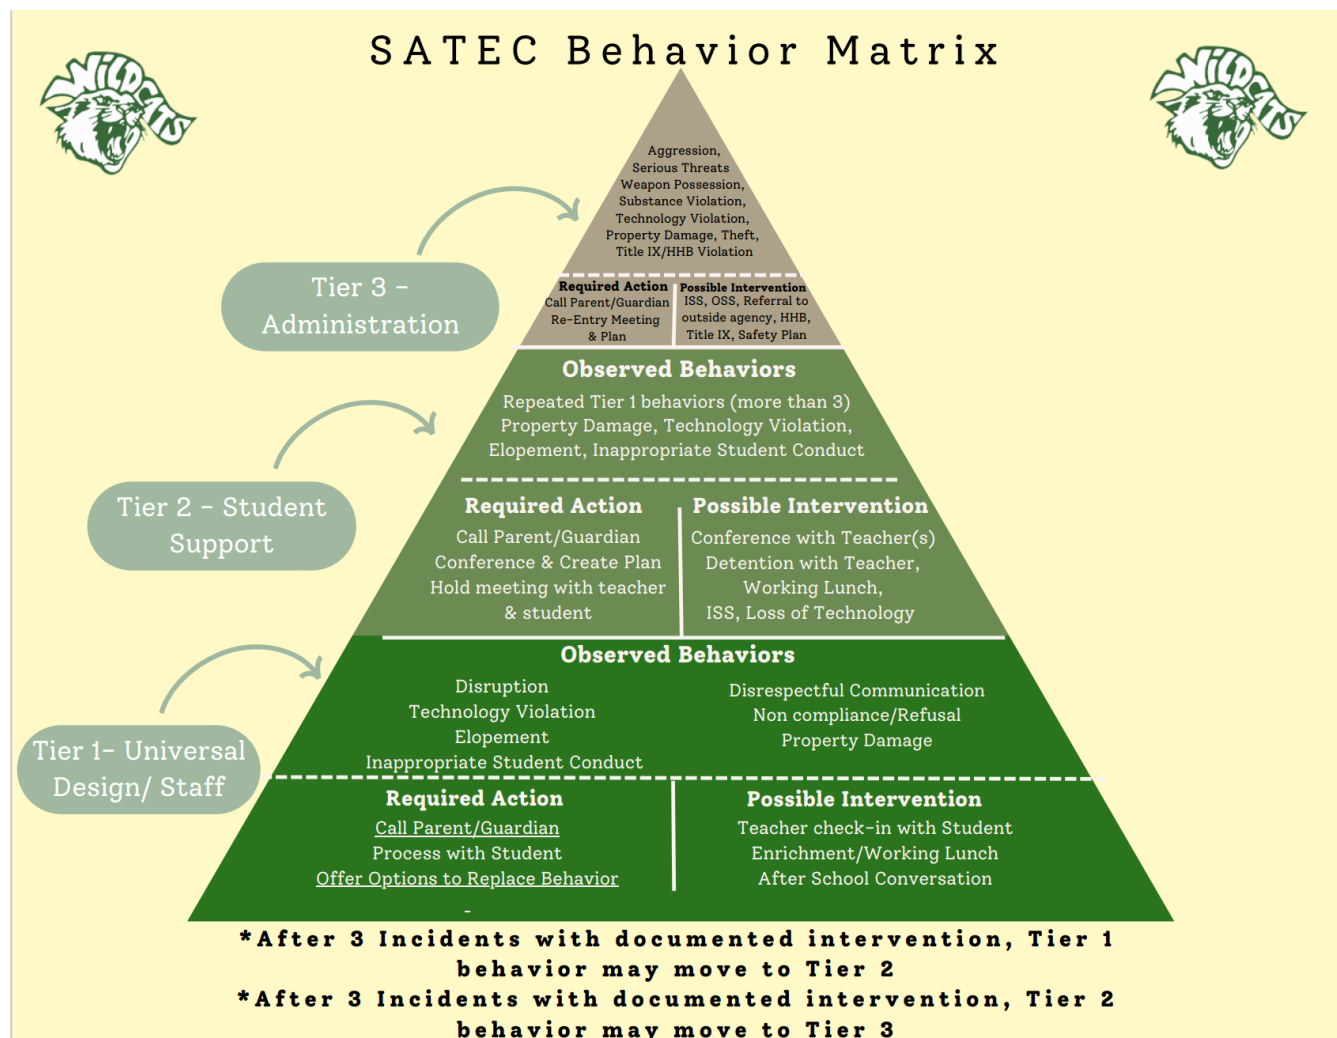 SATEC Behavior Matrix
WILDCATS
WILDCATS
Aggression,
Serious Threats
Weapon Possession,
Substance Violation,
Technology Violation,
Property Damage, Theft,
Title IX/HHB Violation
Tier 3 -
Administration
Required Action
Call Parent/Guardian
Re-Entry Meeting
& Plan
Possible Intervention
ISS, OSS, Referral to
outside agency, HHB,
Title IX, Safety Plan
Observed Behaviors
Repeated Tier 1 behaviors (more than 3)
Property Damage, Technology Violation,
Elopement, Inappropriate Student Conduct
Tier 2 - Student
Support
Required Action
Call Parent/Guardian
Conference & Create Plan
Hold meeting with teacher
& student
Possible Intervention
Conference with Teacher(s)
Detention with Teacher,
Working Lunch,
ISS, Loss of Technology
Observed Behaviors
Disruption
Technology Violation
Elopement
Inappropriate Student Conduct
Disrespectful Communication
Non compliance/Refusal
Property Damage
Tier 1- Universal
Design/ Staff
Required Action
Call Parent/Guardian
Process with Student
Offer Options to Replace Behavior
-
Possible Intervention
Teacher check-in with Student
Enrichment/Working Lunch
After School Conversation
*After 3 Incidents with documented intervention, Tier 1
behavior may move to Tier 2
*After 3 Incidents with documented intervention, Tier 2
behavior may move to Tier 3